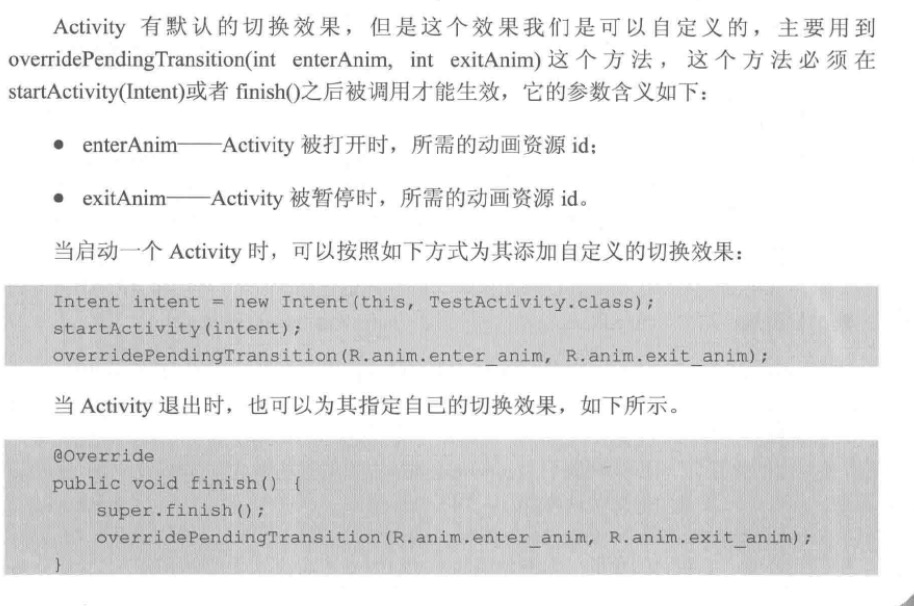 Activity 有默认的切换效果，但是这个效果我们是可以自定义的，主要用到
overridePendingTransition(int enterAnim, int exitAnim)这个方法，这个方法必须在
startActivity(Intent)或者 finish()之后被调用才能生效，它的参数含义如下：
● enterAnim——Activity 被打开时，所需的动画资源 id；
● exitAnim——Activity 被暂停时，所需的动画资源 id。
当启动一个 Activity 时，可以按照如下方式为其添加自定义的切换效果：
Intent intent = new Intent(this, TestActivity.class);
startActivity(intent);
overridePendingTransition(R.anim.enter_anim, R.anim.exit_anim);
当 Activity 退出时，也可以为其指定自己的切换效果，如下所示。
@Override
public void finish() {
super.finish();
overridePendingTransition(R.anim.enter_anim, R.anim.exit_anim);
}